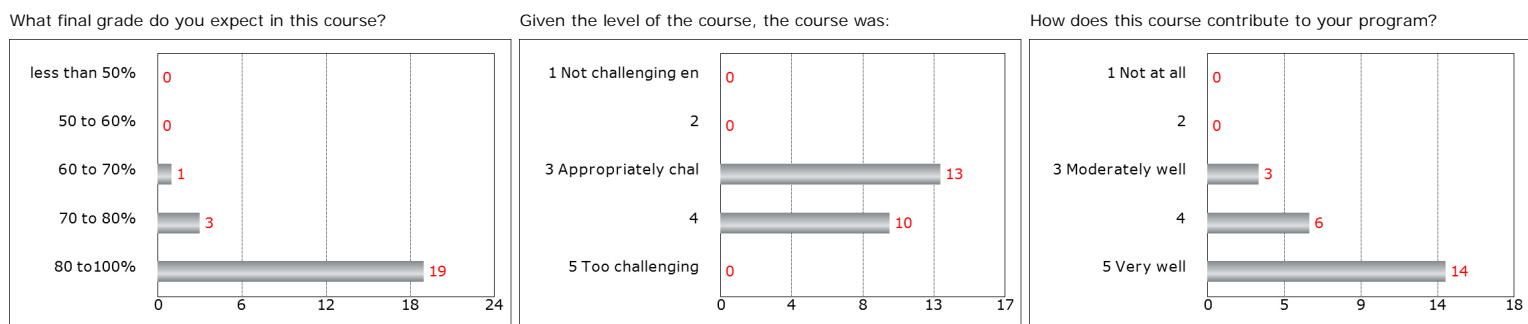 What final grade do you expect in this course?
less than 50%
0
50 to 60%
0
60 to 70%
1
70 to 80%
3
80 to100%
19
0 6 12 18 24
Given the level of the course, the course was:
1 Not challenging en
0
2
0
3 Appropriately chal
13
4
10
5 Too challenging
0
0 4 8 13 17
How does this course contribute to your program?
1 Not at all
0
2
0
3 Moderately well
3
4
6
5 Very well
14
0 5 9 14 18